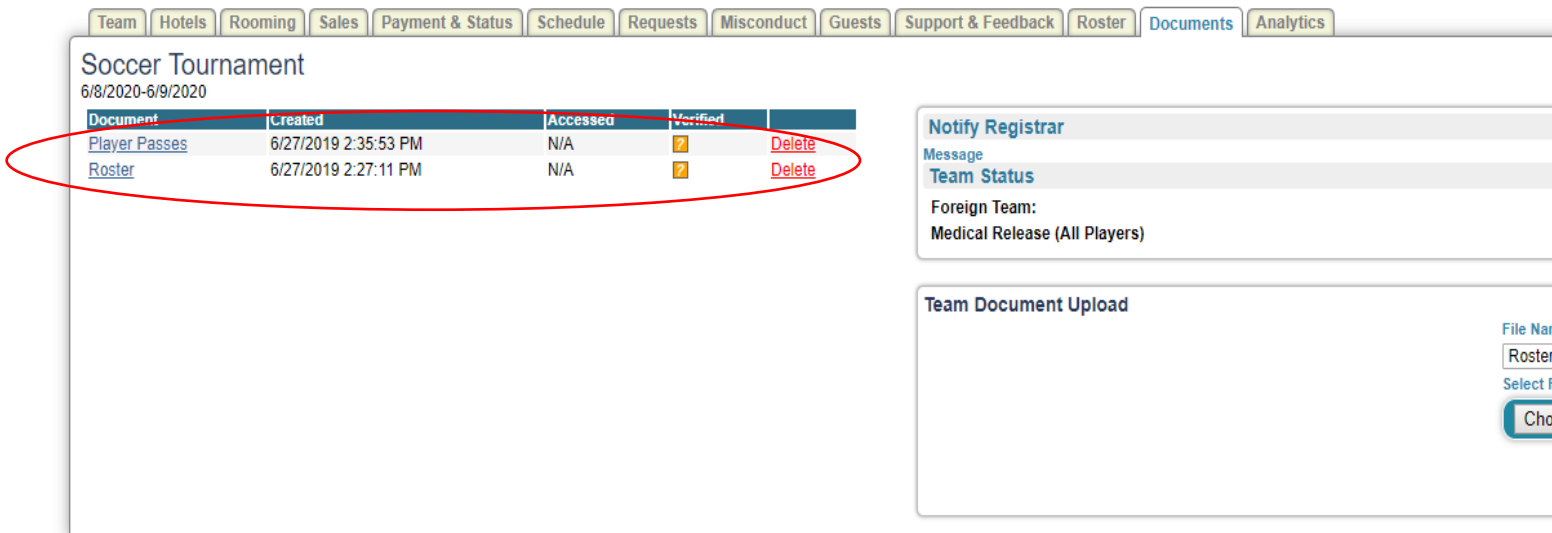 Team Hotels Rooming Sales Payment & Status Schedule Requests Misconduct Guests Support & Feedback Roster Documents Analytics
Soccer Tournament
6/8/2020-6/9/2020
Document Created Accessed Verified
Player Passes 6/27/2019 2:35:53 PM N/A ? Delete
Roster 6/27/2019 2:27:11 PM N/A ? Delete
Notify Registrar
Message
Team Status
Foreign Team:
Medical Release (All Players)
Team Document Upload
File
Roster
Select